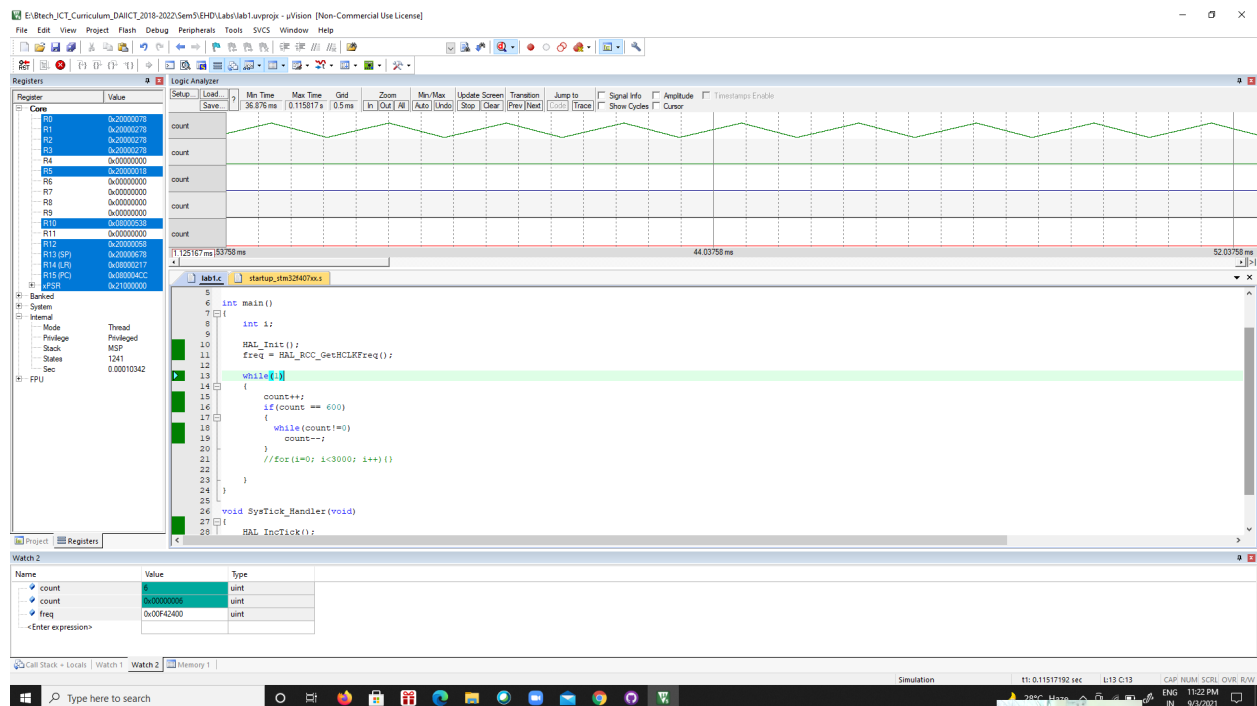 E:\Btech_ICT_Curriculum_DAIICT_2018-2022\Sem5\EHD\Labs\lab1.uvprojx - µVision [Non-Commercial Use License]
File Edit View Project Flash Debug Peripherals Tools SVCS Window Help
RST
Registers
Register Value
Core
R0 0x20000078
R1 0x20000278
R2 0x20000278
R3 0x20000278
R4 0x00000000
R5 0x20000018
R6 0x00000000
R7 0x00000000
R8 0x00000000
R9 0x00000000
R10 0x08000538
R11 0x00000000
R12 0x20000058
R13 (SP) 0x20000678
R14 (LR) 0x08000217
R15 (PC) 0x080004CC
xPSR 0x21000000
Banked
System
Internal
Mode Thread
Privilege Privileged
Stack MSP
States 1241
Sec 0.00010342
FPU
Project Registers
Logic Analyzer
Setup... Load... ? Min Time Max Time Grid Zoom Min/Max Update Screen Transition Jump to Signal Info Amplitude Timestamps Enable
Save... 36.876 ms 0.115817 s 0.5 ms In Out All Auto Undo Stop Clear Prev Next Code Trace Show Cycles Cursor
count
count
count
count
count
1.125167 ms 53758 ms 44.03758 ms 52.03758 ms
lab1.c startup_stm32f407xx.s
5
6 int main()
7 {
8 int i;
9
10 HAL_Init();
11 freq = HAL_RCC_GetHCLKFreq();
12
13 while(1)
14 {
15 count++;
16 if(count == 600)
17 {
18 while(count!=0)
19 count--;
20 }
21 //for(i=0; i<3000; i++){}
22
23 }
24 }
25
26 void SysTick_Handler(void)
27 {
28 HAL_IncTick();
Watch 2
Name Value Type
count 6 uint
count 0x00000006 uint
freq 0x00F42400 uint
<Enter expression>
Call Stack + Locals Watch 1 Watch 2 Memory 1
Simulation t1: 0.11517192 sec L:13 C:13 CAP NUM SCRL OVR R/W
Type here to search
28°C Haze ENG 11:22 PM
IN 9/3/2021